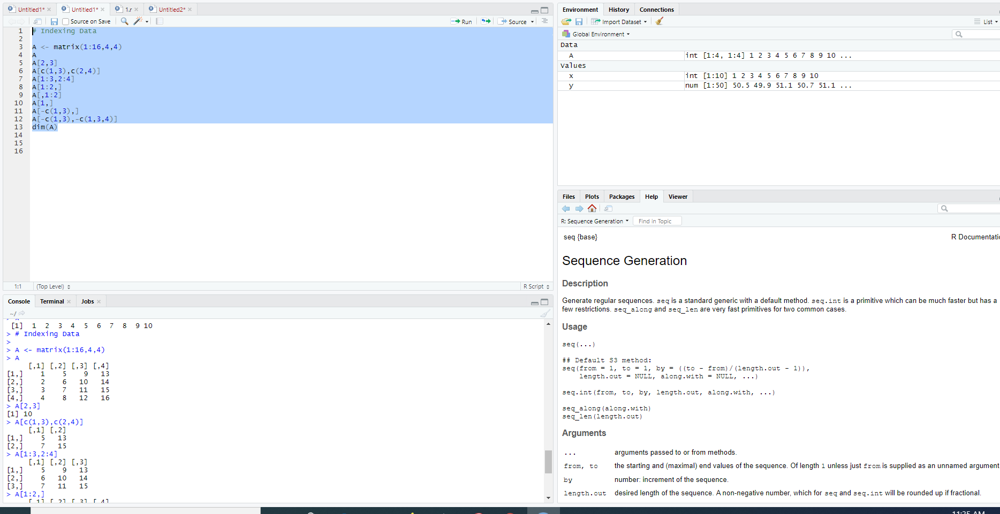 Untitled1* Untitled1* 1.r Untitled2*
Source on Save Run Source
1 # Indexing Data
2
3 A <- matrix(1:16,4,4)
4 A
5 A[2,3]
6 A[c(1,3),c(2,4)]
7 A[1:3,2:4]
8 A[1:2,]
9 A[,1:2]
10 A[1,]
11 A[-c(1,3),]
12 A[-c(1,3),-c(1,3,4)]
13 dim(A)
14
15
16
1:1 (Top Level) R Script
Console Terminal Jobs
~/
[1] 1 2 3 4 5 6 7 8 9 10
> # Indexing Data
>
> A <- matrix(1:16,4,4)
> A
[,1] [,2] [,3] [,4]
[1,] 1 5 9 13
[2,] 2 6 10 14
[3,] 3 7 11 15
[4,] 4 8 12 16
> A[2,3]
[1] 10
> A[c(1,3),c(2,4)]
[,1] [,2]
[1,] 5 13
[2,] 7 15
> A[1:3,2:4]
[,1] [,2] [,3]
[1,] 5 9 13
[2,] 6 10 14
[3,] 7 11 15
> A[1:2,]
[,1] [,2] [,3] [,4]
Environment History Connections
Import Dataset List
Global Environment
Data
A int [1:4, 1:4] 1 2 3 4 5 6 7 8 9 10 ...
Values
x int [1:10] 1 2 3 4 5 6 7 8 9 10
y num [1:50] 50.5 49.9 51.1 50.7 51.1 ...
Files Plots Packages Help Viewer
R: Sequence Generation Find in Topic
seq {base} R Documentatio
Sequence Generation
Description
Generate regular sequences. seq is a standard generic with a default method. seq.int is a primitive which can be much faster but has a
few restrictions. seq_along and seq_len are very fast primitives for two common cases.
Usage
seq(...)
## Default S3 method:
seq(from = 1, to = 1, by = ((to - from)/(length.out - 1)),
length.out = NULL, along.with = NULL, ...)
seq.int(from, to, by, length.out, along.with, ...)
seq_along(along.with)
seq_len(length.out)
Arguments
... arguments passed to or from methods.
from, to the starting and (maximal) end values of the sequence. Of length 1 unless just from is supplied as an unnamed argument
by number: increment of the sequence.
length.out desired length of the sequence. A non-negative number, which for seq and seq.int will be rounded up if fractional.
11:25 AM